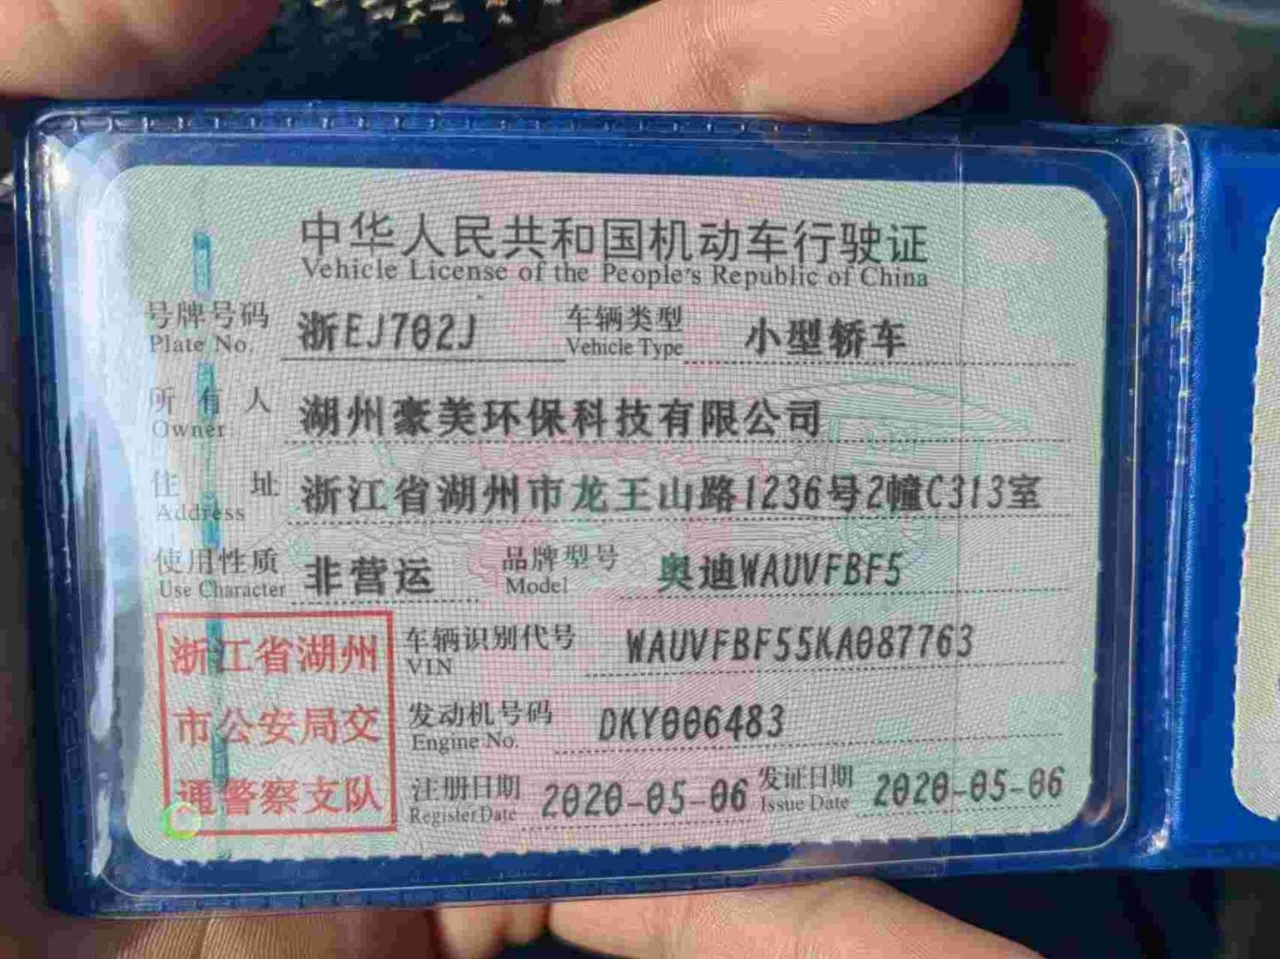 中华人民共和国机动车行驶证
Vehicle License of the People's Republic of China
号牌号码 浙EJ702J 车辆类型 小型轿车
Plate No. Vehicle Type
所有人 湖州豪美环保科技有限公司
Owner
住址 浙江省湖州市龙王山路1236号2幢C313室
Address
使用性质 非营运 品牌型号 奥迪WAUVFBF5
Use Character Model
浙江省湖州
市公安局交
通警察支队
车辆识别代号 WAUVFBF55KA087763
VIN
发动机号码 DKY006483
Engine No.
注册日期 2020-05-06 发证日期 2020-05-06
Register Date Issue Date